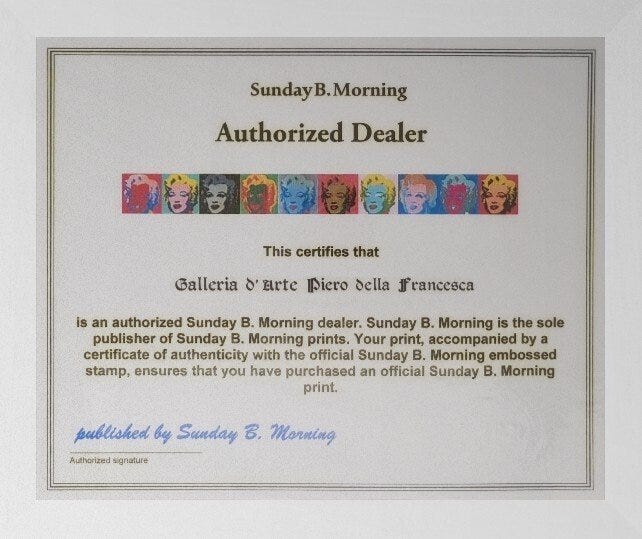 Sunday B. Morning
Authorized Dealer
This certifies that
Galleria d'Arte Piero della Francesca
is an authorized Sunday B. Morning dealer. Sunday B. Morning is the sole
publisher of Sunday B. Morning prints. Your print, accompanied by a
certificate of authenticity with the official Sunday B. Morning embossed
stamp, ensures that you have purchased an official Sunday B. Morning
print.
published by Sunday B. Morning
Authorized signature